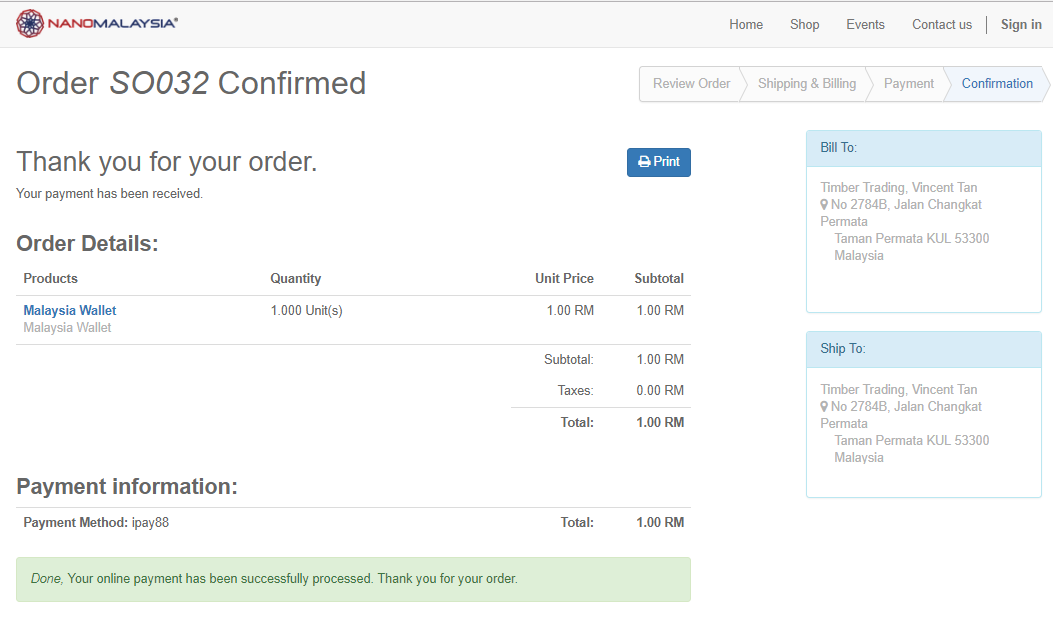 NANOMALAYSIA®
Home Shop Events Contact us Sign in
Order SO032 Confirmed
Review Order Shipping & Billing Payment Confirmation
Thank you for your order.
Print
Your payment has been received.
Order Details:
Products Quantity Unit Price Subtotal
Malaysia Wallet 1.000 Unit(s) 1.00 RM 1.00 RM
Malaysia Wallet
Subtotal: 1.00 RM
Taxes: 0.00 RM
Total: 1.00 RM
Payment information:
Payment Method: ipay88 Total: 1.00 RM
Done, Your online payment has been successfully processed. Thank you for your order.
Bill To:
Timber Trading, Vincent Tan
No 2784B, Jalan Changkat
Permata
Taman Permata KUL 53300
Malaysia
Ship To:
Timber Trading, Vincent Tan
No 2784B, Jalan Changkat
Permata
Taman Permata KUL 53300
Malaysia